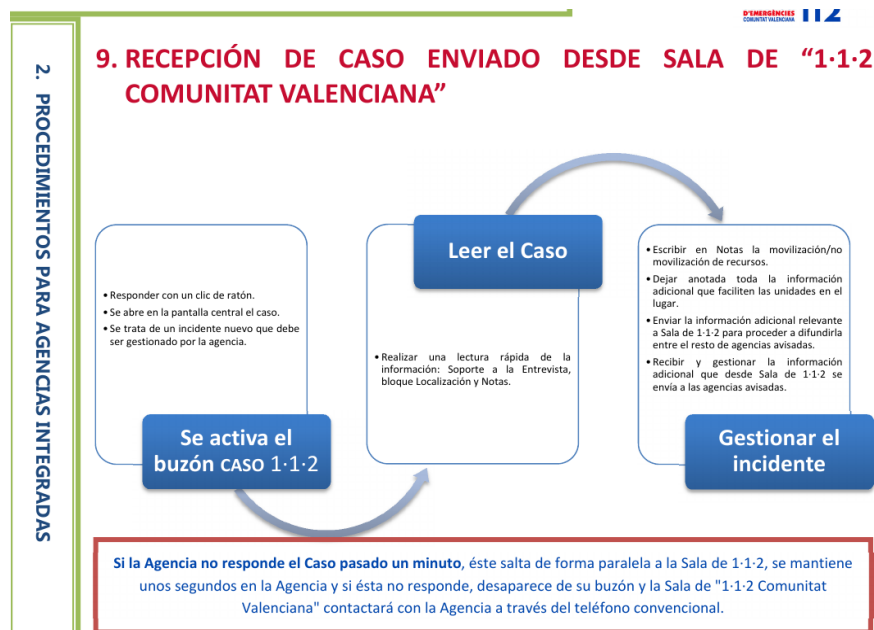 D'EMERGÈNCIES
COMUNITAT VALENCIANA
112
2. PROCEDIMIENTOS PARA AGENCIAS INTEGRADAS
9. RECEPCIÓN DE CASO ENVIADO DESDE SALA DE “1·1·2
COMUNITAT VALENCIANA”
• Responder con un clic de ratón.
• Se abre en la pantalla central el caso.
• Se trata de un incidente nuevo que debe
ser gestionado por la agencia.
Se activa el
buzón CASO 1·1·2
Leer el Caso
• Realizar una lectura rápida de la
información: Soporte a la Entrevista,
bloque Localización y Notas.
• Escribir en Notas la movilización/no
movilización de recursos.
• Dejar anotada toda la información
adicional que faciliten las unidades en el
lugar.
• Enviar la información adicional relevante
a Sala de 1·1·2 para proceder a difundirla
entre el resto de agencias avisadas.
• Recibir y gestionar la información
adicional que desde Sala de 1·1·2 se
envía a las agencias avisadas.
Gestionar el
incidente
Si la Agencia no responde el Caso pasado un minuto, éste salta de forma paralela a la Sala de 1·1·2, se mantiene
unos segundos en la Agencia y si ésta no responde, desaparece de su buzón y la Sala de "1·1·2 Comunitat
Valenciana" contactará con la Agencia a través del teléfono convencional.